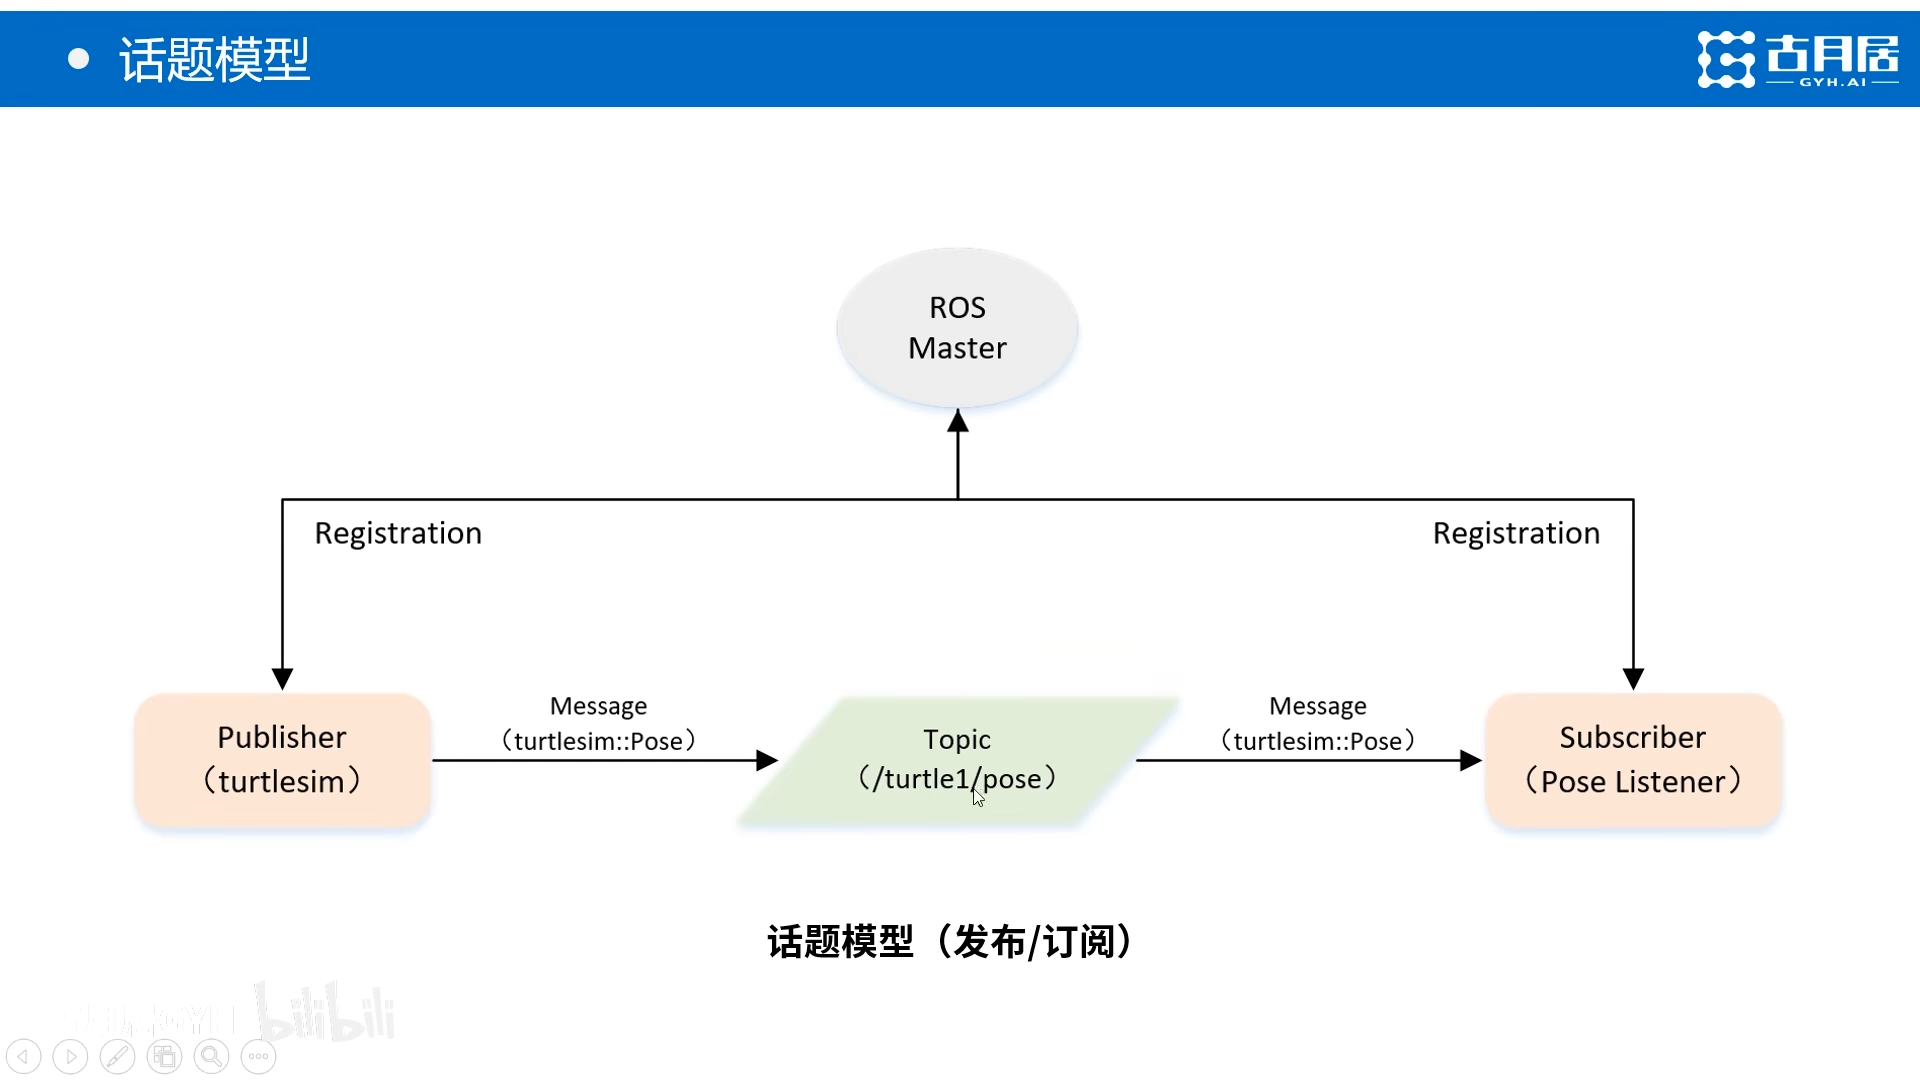 话题模型
古月居
GYH.AI
ROS
Master
Registration
Registration
Publisher
（turtlesim）
Message
（turtlesim::Pose）
Topic
（/turtle1/pose）
Message
（turtlesim::Pose）
Subscriber
（Pose Listener）
话题模型（发布/订阅）
bilibili